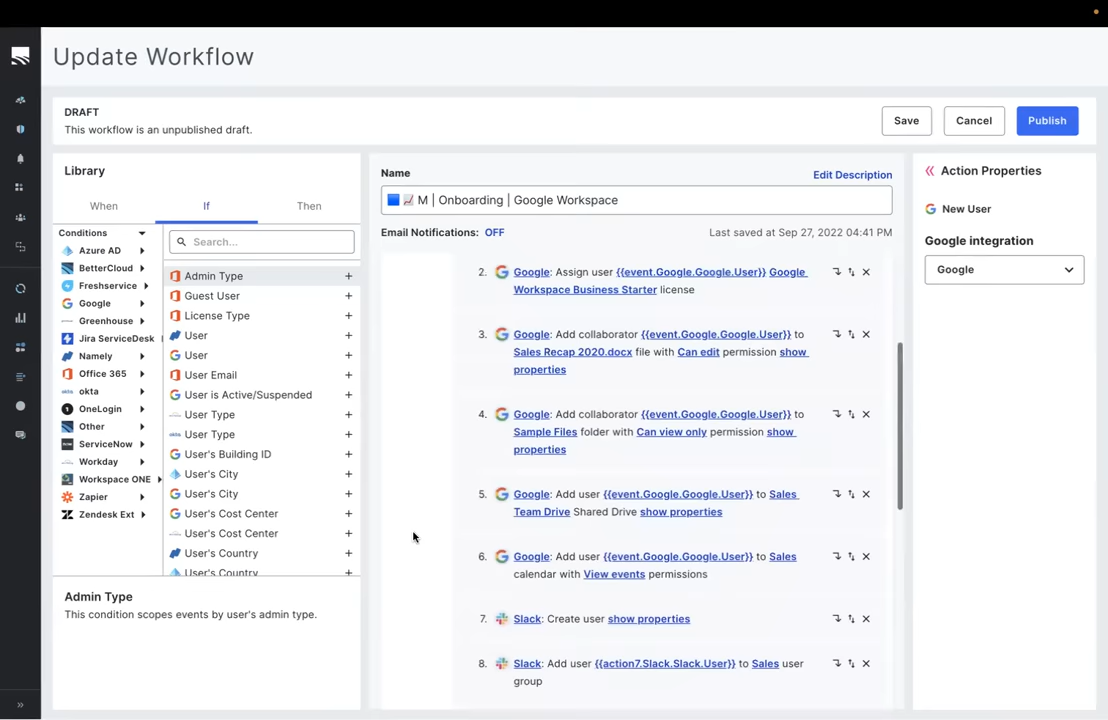 Update Workflow
DRAFT
This workflow is an unpublished draft.
Save
Cancel
Publish
Library
When
If
Then
Conditions
Azure AD
BetterCloud
Freshservice
Google
Greenhouse
Jira ServiceDesk
Namely
Office 365
okta
OneLogin
Other
ServiceNow
Workday
Workspace ONE
Zapier
Zendesk Ext
Search...
Admin Type
Guest User
License Type
User
User
User Email
User is Active/Suspended
User Type
User Type
User's Building ID
User's City
User's City
User's Cost Center
User's Cost Center
User's Country
User's Country
Admin Type
This condition scopes events by user's admin type.
Name
Edit Description
M | Onboarding | Google Workspace
Email Notifications: OFF
Last saved at Sep 27, 2022 04:41 PM
2. Google: Assign user {{event.Google.Google.User}} Google
Workspace Business Starter license
3. Google: Add collaborator {{event.Google.Google.User}} to
Sales Recap 2020.docx file with Can edit permission show
properties
4. Google: Add collaborator {{event.Google.Google.User}} to
Sample Files folder with Can view only permission show
properties
5. Google: Add user {{event.Google.Google.User}} to Sales
Team Drive Shared Drive show properties
6. Google: Add user {{event.Google.Google.User}} to Sales
calendar with View events permissions
7. Slack: Create user show properties
8. Slack: Add user {{action7.Slack.Slack.User}} to Sales user
group
Action Properties
New User
Google integration
Google